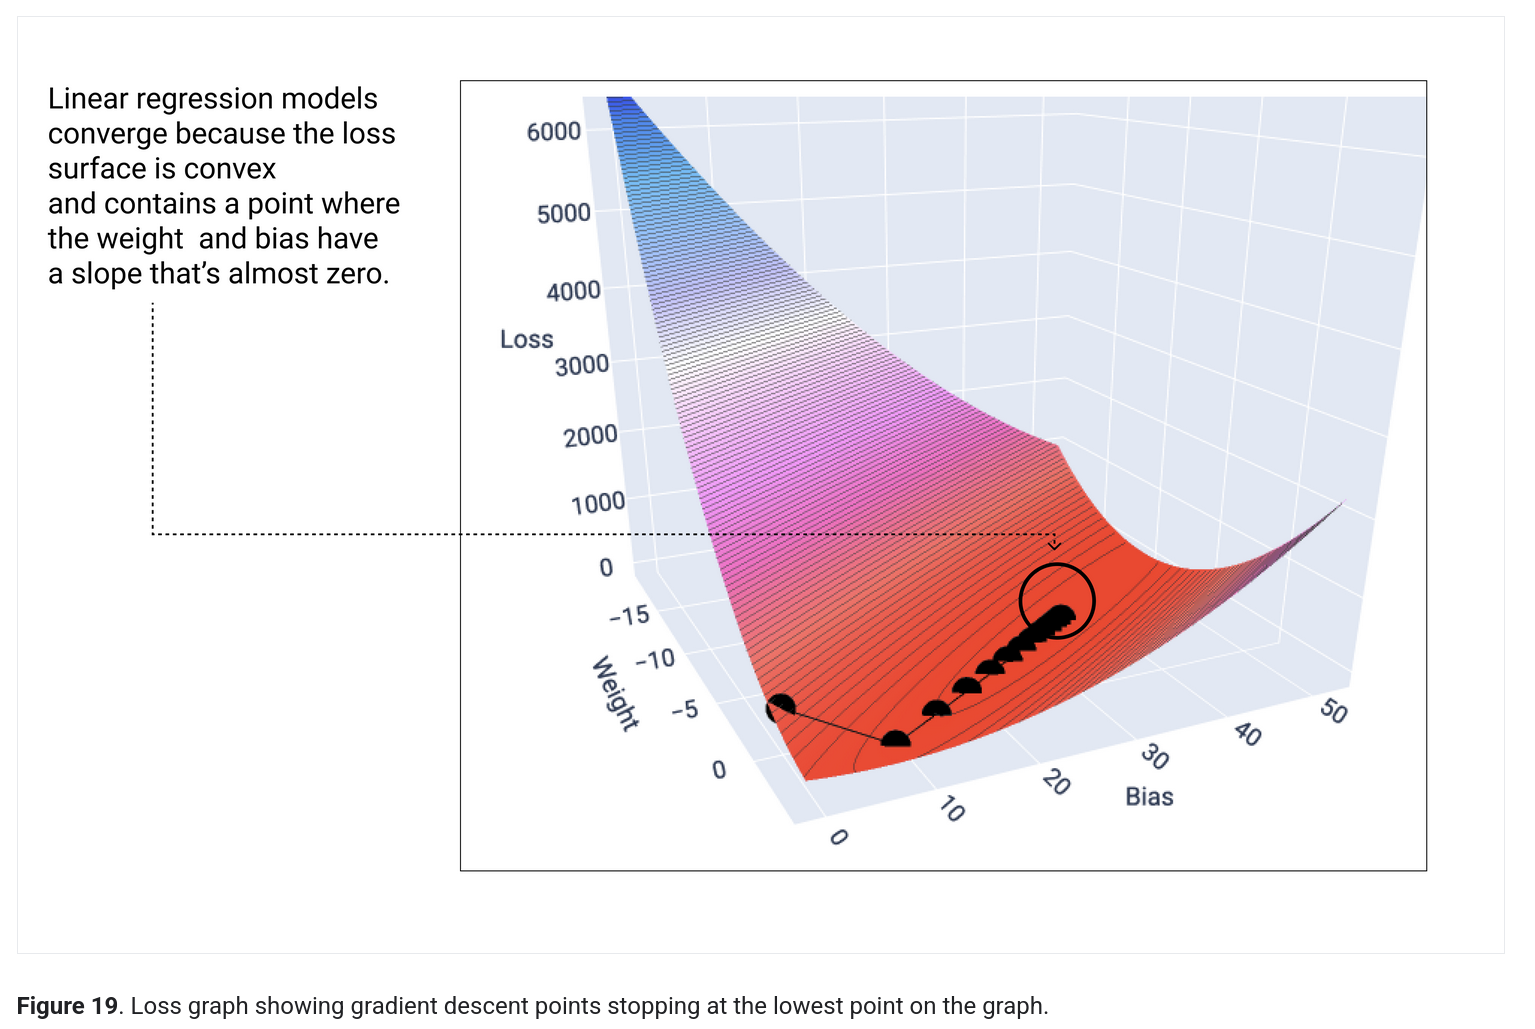 Linear regression models
converge because the loss
surface is convex
and contains a point where
the weight  and bias have
a slope that’s almost zero.
6000
5000
4000
Loss
3000
2000
1000
0
−15
−10
Weight
−5
0
50
40
30
20
Bias
10
0
Figure 19. Loss graph showing gradient descent points stopping at the lowest point on the graph.